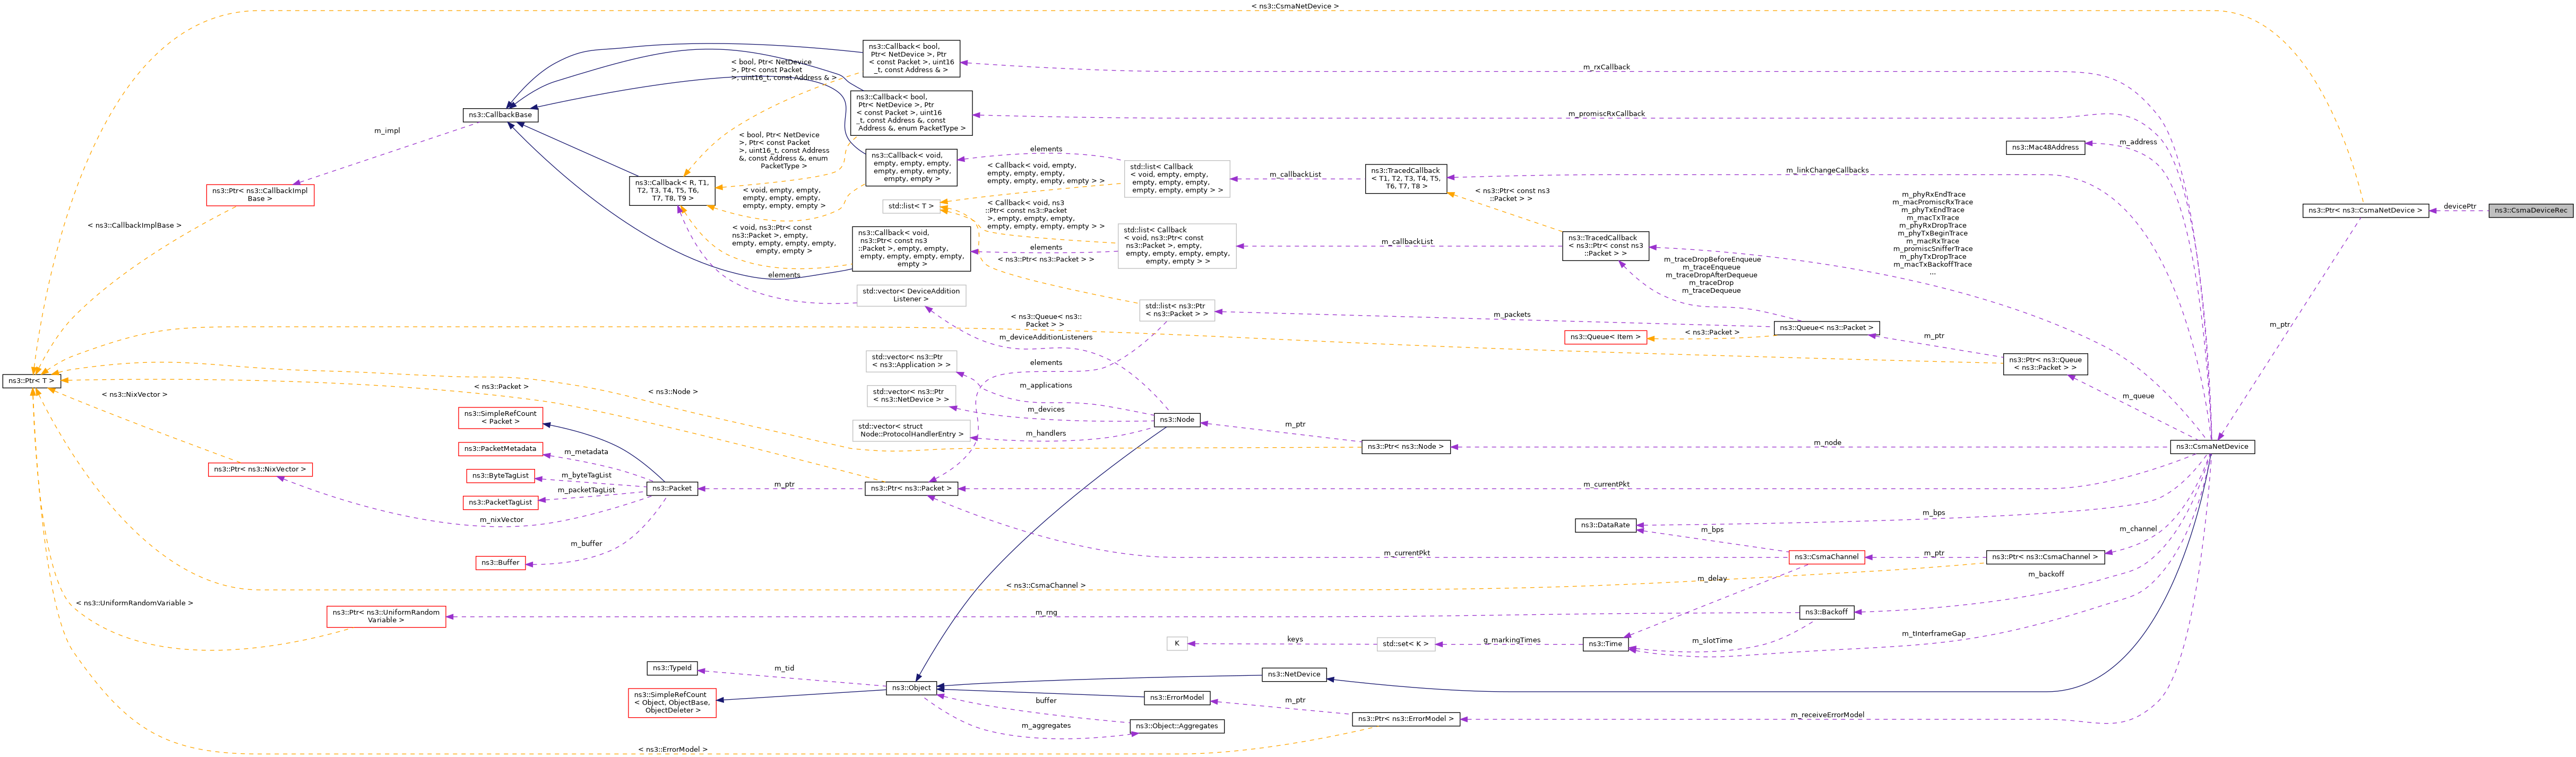 < ns3::CsmaNetDevice >
ns3::Callback< bool,
Ptr< NetDevice >, Ptr
< const Packet >, uint16
_t, const Address & >
< bool, Ptr< NetDevice
>, Ptr< const Packet
>, uint16_t, const Address & >
m_rxCallback
ns3::Callback< bool,
Ptr< NetDevice >, Ptr
< const Packet >, uint16
_t, const Address &, const
Address &, enum PacketType >
m_promiscRxCallback
ns3::CallbackBase
m_impl
< bool, Ptr< NetDevice
>, Ptr< const Packet
>, uint16_t, const Address
&, const Address &, enum
PacketType >
ns3::Callback< void,
empty, empty, empty,
empty, empty, empty,
empty, empty >
elements
std::list< Callback
< void, empty, empty,
empty, empty, empty,
empty, empty, empty > >
< Callback< void, empty,
empty, empty, empty,
empty, empty, empty, empty > >
m_callbackList
ns3::TracedCallback
< T1, T2, T3, T4, T5,
T6, T7, T8 >
m_linkChangeCallbacks
ns3::Mac48Address
m_address
ns3::Ptr< ns3::CallbackImpl
Base >
< ns3::CallbackImplBase >
ns3::Callback< R, T1,
T2, T3, T4, T5, T6,
T7, T8, T9 >
< void, empty, empty,
empty, empty, empty,
empty, empty, empty >
std::list< T >
< Callback< void, ns3
::Ptr< const ns3::Packet
>, empty, empty, empty,
empty, empty, empty, empty > >
< ns3::Ptr< const ns3
::Packet > >
m_phyRxEndTrace
m_macPromiscRxTrace
m_phyTxEndTrace
m_macTxTrace
m_phyRxDropTrace
m_phyTxBeginTrace
m_macRxTrace
m_promiscSnifferTrace
m_phyTxDropTrace
m_macTxBackoffTrace
...
ns3::Ptr< ns3::CsmaNetDevice >
devicePtr
ns3::CsmaDeviceRec
< void, ns3::Ptr< const
ns3::Packet >, empty,
empty, empty, empty, empty,
empty, empty >
ns3::Callback< void,
ns3::Ptr< const ns3
::Packet >, empty, empty,
empty, empty, empty, empty,
empty >
elements
std::list< Callback
< void, ns3::Ptr< const
ns3::Packet >, empty,
empty, empty, empty, empty,
empty, empty > >
m_callbackList
ns3::TracedCallback
< ns3::Ptr< const ns3
::Packet > >
< ns3::Ptr< ns3::Packet > >
elements
m_traceDropBeforeEnqueue
m_traceEnqueue
m_traceDropAfterDequeue
m_traceDrop
m_traceDequeue
std::vector< DeviceAddition
Listener >
std::list< ns3::Ptr
< ns3::Packet > >
m_packets
ns3::Queue< ns3::Packet >
m_ptr
< ns3::Queue< ns3::
Packet > >
m_deviceAdditionListeners
ns3::Queue< Item >
< ns3::Packet >
m_ptr
std::vector< ns3::Ptr
< ns3::Application > >
elements
ns3::Ptr< ns3::Queue
< ns3::Packet > >
ns3::Ptr< T >
< ns3::NixVector >
< ns3::Packet >
< ns3::Node >
m_applications
std::vector< ns3::Ptr
< ns3::NetDevice > >
m_devices
m_queue
ns3::SimpleRefCount
< Packet >
std::vector< struct
Node::ProtocolHandlerEntry >
m_handlers
ns3::Node
m_ptr
ns3::Ptr< ns3::Node >
m_node
ns3::CsmaNetDevice
ns3::PacketMetadata
m_metadata
ns3::Ptr< ns3::NixVector >
ns3::ByteTagList
m_byteTagList
ns3::PacketTagList
m_packetTagList
ns3::Packet
m_ptr
ns3::Ptr< ns3::Packet >
m_currentPkt
m_nixVector
ns3::DataRate
m_bps
m_bps
m_channel
m_buffer
ns3::Buffer
m_currentPkt
ns3::CsmaChannel
m_ptr
ns3::Ptr< ns3::CsmaChannel >
< ns3::CsmaChannel >
m_delay
m_backoff
< ns3::UniformRandomVariable >
ns3::Ptr< ns3::UniformRandom
Variable >
m_rng
ns3::Backoff
K
keys
std::set< K >
g_markingTimes
ns3::Time
m_slotTime
m_tInterframeGap
ns3::TypeId
m_tid
ns3::NetDevice
ns3::SimpleRefCount
< Object, ObjectBase,
ObjectDeleter >
ns3::Object
buffer
ns3::ErrorModel
m_ptr
m_aggregates
ns3::Object::Aggregates
ns3::Ptr< ns3::ErrorModel >
m_receiveErrorModel
< ns3::ErrorModel >